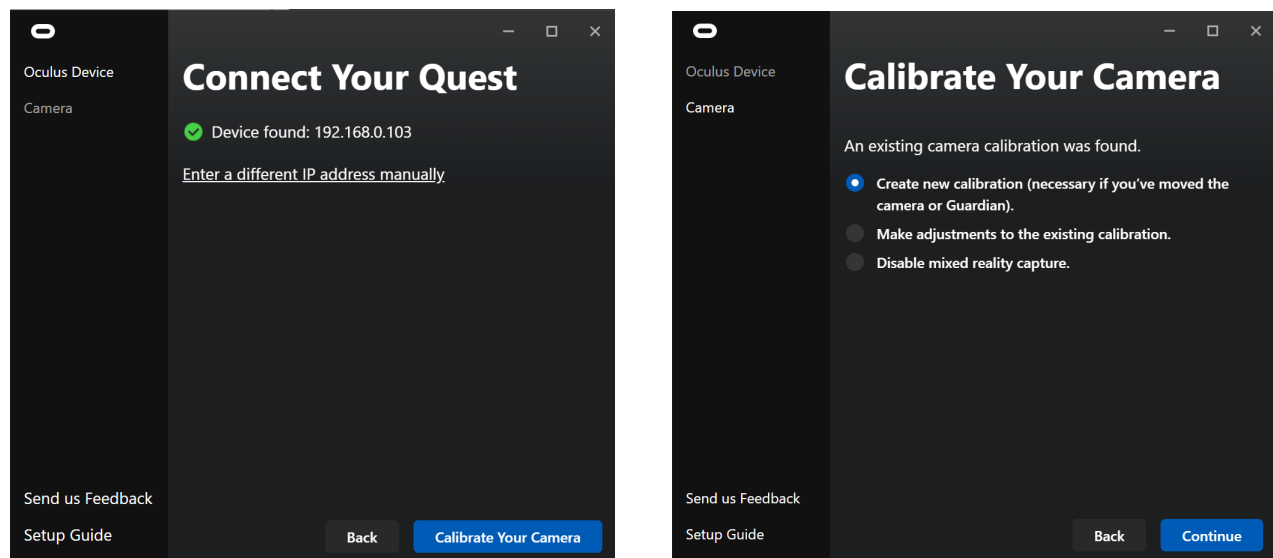 Oculus Device
Camera
Connect Your Quest
Device found: 192.168.0.103
Enter a different IP address manually
Send us Feedback
Setup Guide
Back
Calibrate Your Camera
Oculus Device
Camera
Calibrate Your Camera
An existing camera calibration was found.
Create new calibration (necessary if you've moved the
camera or Guardian).
Make adjustments to the existing calibration.
Disable mixed reality capture.
Send us Feedback
Setup Guide
Back
Continue